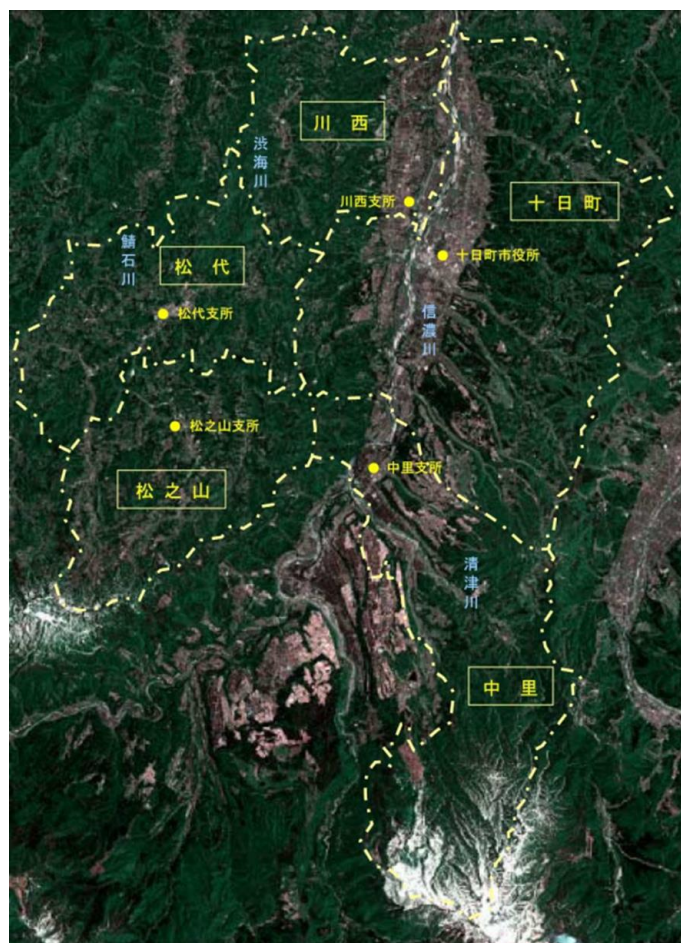 川 西
渋海川
川西支所
十 日 町
鯖石川
松 代
十日町市役所
松代支所
信濃川
松之山支所
中里支所
松 之 山
清津川
中 里